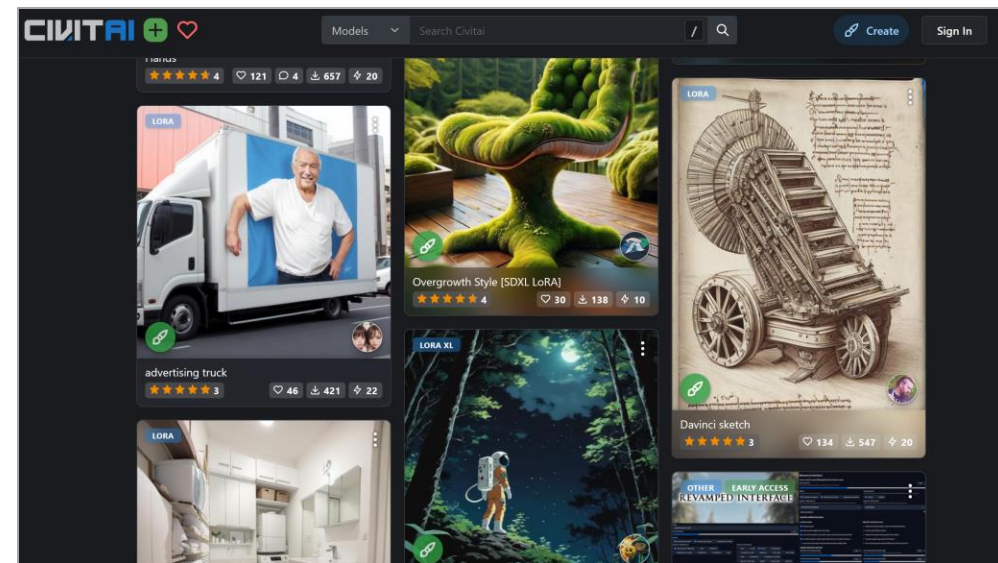 CIVITAI
Models
Search Civitai
/
Create
Sign In
Hands
4
121
4
657
20
LORA
advertising truck
3
46
421
22
LORA
Overgrowth Style [SDXL LoRA]
4
30
138
10
LORA XL
LORA
Davinci sketch
3
134
547
20
OTHER
EARLY ACCESS
REVAMPED INTERFACE